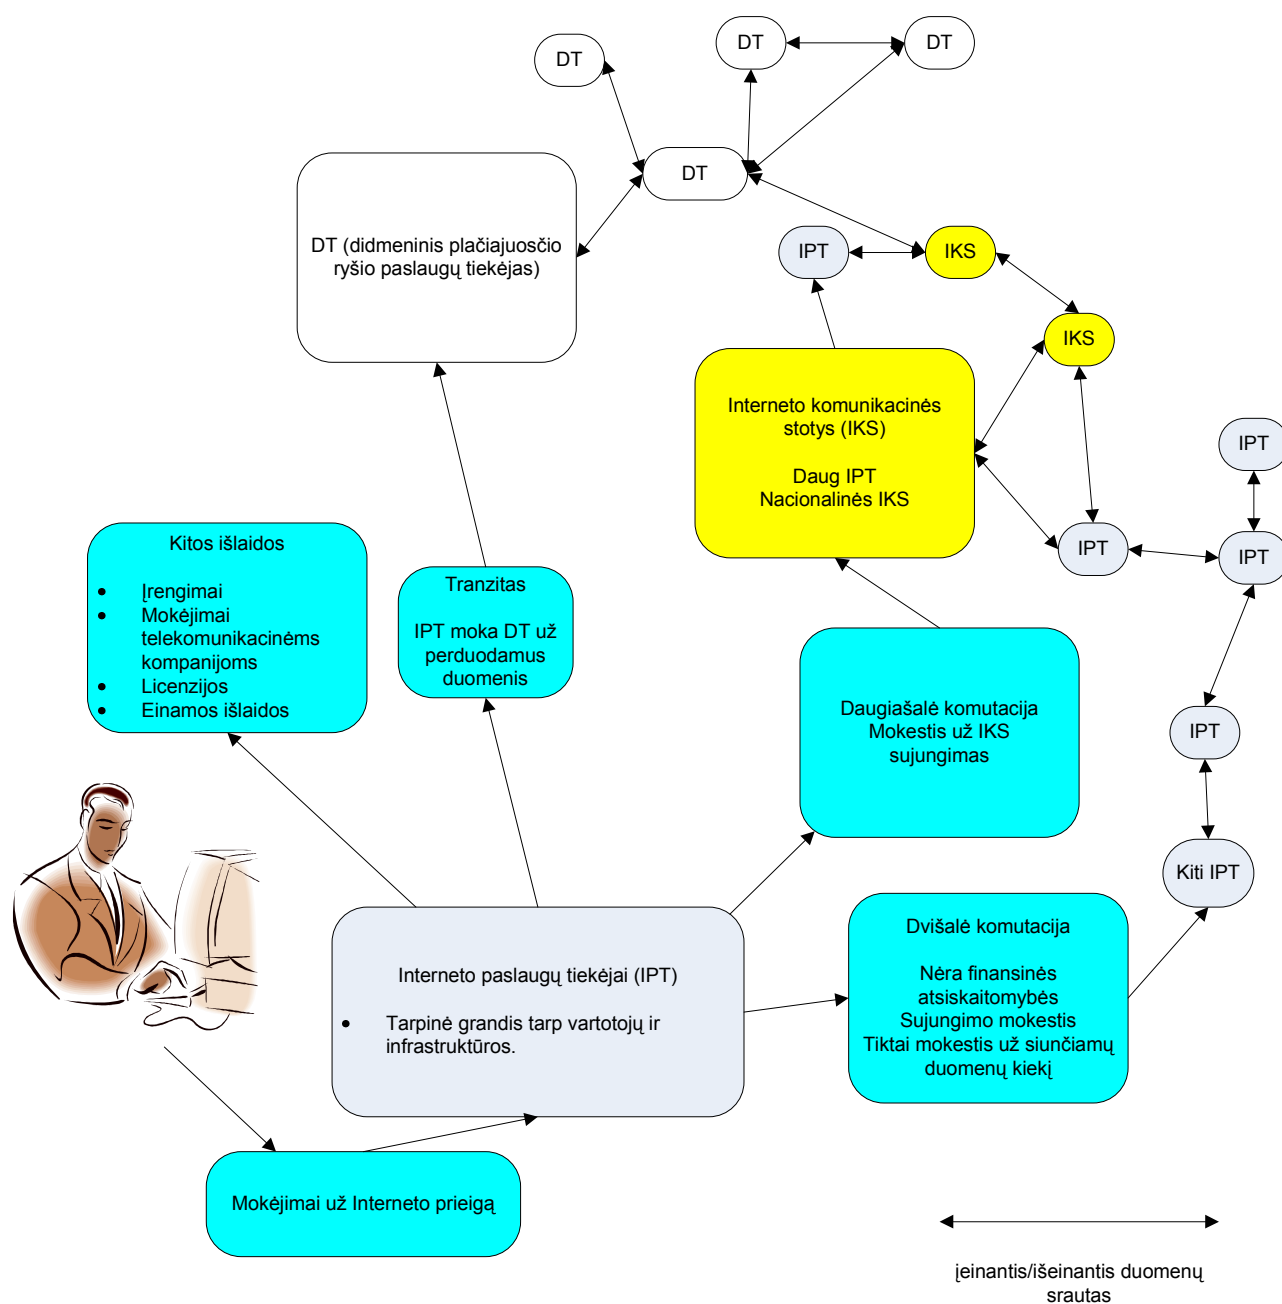 DT
DT
DT
DT
DT (didmeninis plačiajuosčio
ryšio paslaugų tiekėjas)
IPT
IKS
IKS
Interneto komunikacinės
stotys (IKS)
Daug IPT
Nacionalinės IKS
IPT
IPT
IPT
Kitos išlaidos
• Įrengimai
• Mokėjimai
telekomunikacinėms
kompanijoms
• Licenzijos
• Einamos išlaidos
Tranzitas
IPT moka DT už
perduodamus
duomenis
Daugiašalė komutacija
Mokestis už IKS
sujungimas
IPT
Kiti IPT
Dvišalė komutacija
Nėra finansinės
atsiskaitomybės
Sujungimo mokestis
Tiktai mokestis už siunčiamų
duomenų kiekį
Interneto paslaugų tiekėjai (IPT)
• Tarpinė grandis tarp vartotojų ir
infrastruktūros.
Mokėjimai už Interneto prieigą
įeinantis/išeinantis duomenų
srautas